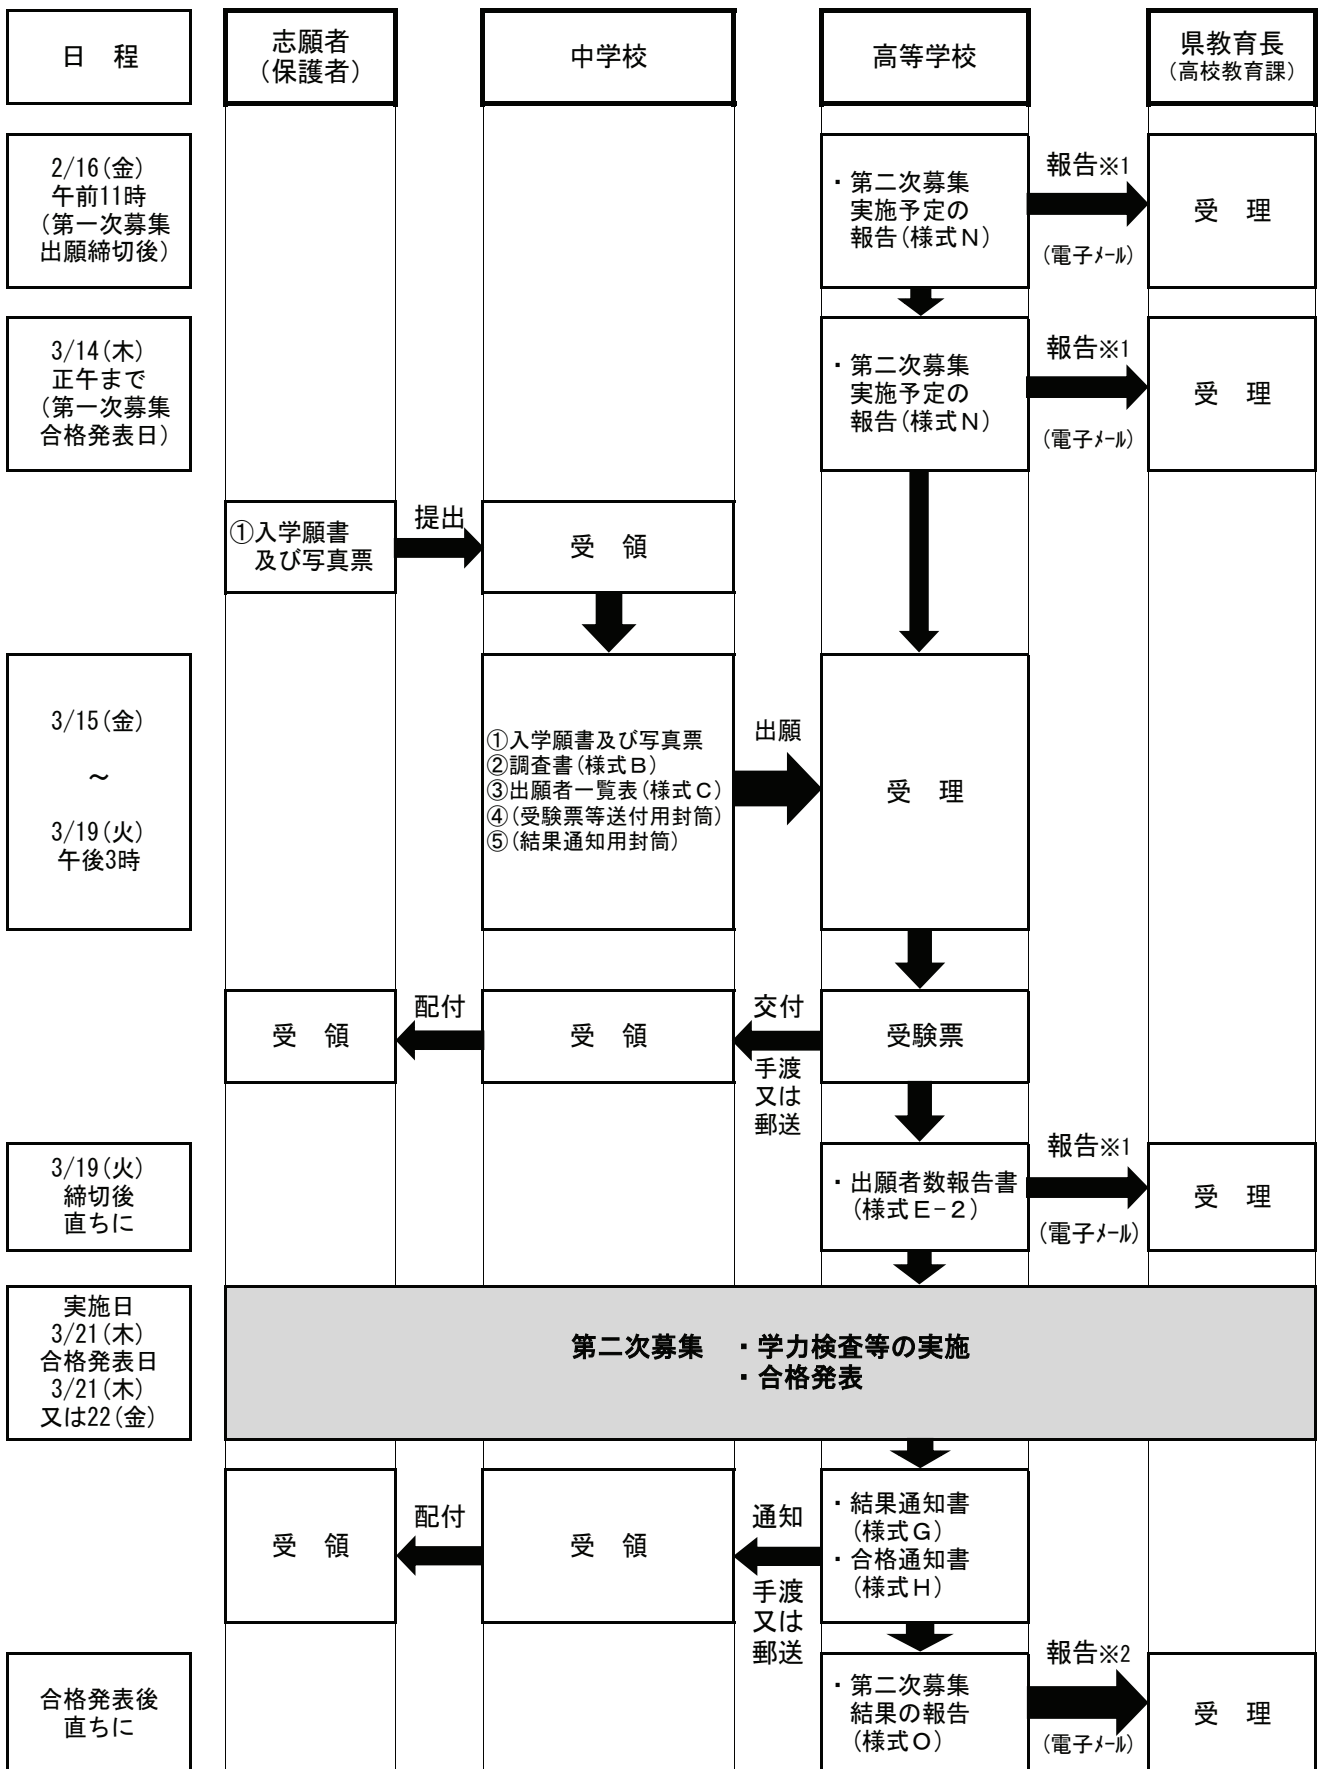 日　程
志願者
（保護者）
中学校
高等学校
県教育長
（高校教育課）
2/16(金)
午前11時
(第一次募集
出願締切後)
・第二次募集
実施予定の
報告(様式Ｎ)
報告※1
(電子ﾒｰﾙ)
受　理
3/14(木)
正午まで
(第一次募集
合格発表日)
・第二次募集
実施予定の
報告(様式Ｎ)
報告※1
(電子ﾒｰﾙ)
受　理
①入学願書
及び写真票
提出
受　領
3/15(金)
～
3/19(火)
午後3時
①入学願書及び写真票
②調査書(様式Ｂ)
③出願者一覧表(様式Ｃ)
④(受験票等送付用封筒)
⑤(結果通知用封筒)
出願
受　理
受　領
配付
受　領
交付
手渡
又は
郵送
受験票
3/19(火)
締切後
直ちに
・出願者数報告書
(様式Ｅ-２)
報告※1
(電子ﾒｰﾙ)
受　理
実施日
3/21(木)
合格発表日
3/21(木)
又は22(金)
第二次募集　・学力検査等の実施
・合格発表
受　領
配付
受　領
通知
手渡
又は
郵送
・結果通知書
(様式Ｇ)
・合格通知書
(様式Ｈ)
合格発表後
直ちに
・第二次募集
結果の報告
(様式Ｏ)
報告※2
(電子ﾒｰﾙ)
受　理